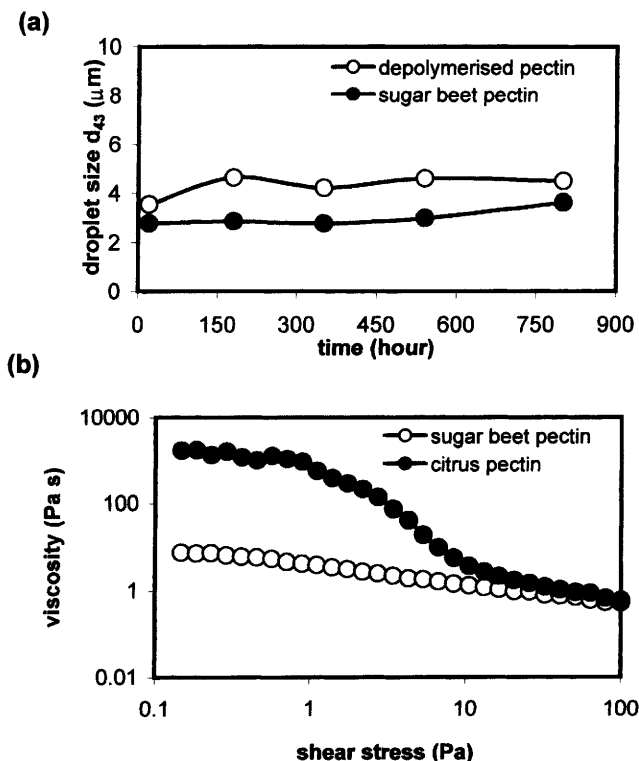 (a)
droplet size d43 (μm)
10
8
6
4
2
0
depolymerised pectin
sugar beet pectin
0 150 300 450 600 750 900
time (hour)
(b)
viscosity (Pa s)
10000
100
1
0.01
sugar beet pectin
citrus pectin
0.1 1 10 100
shear stress (Pa)